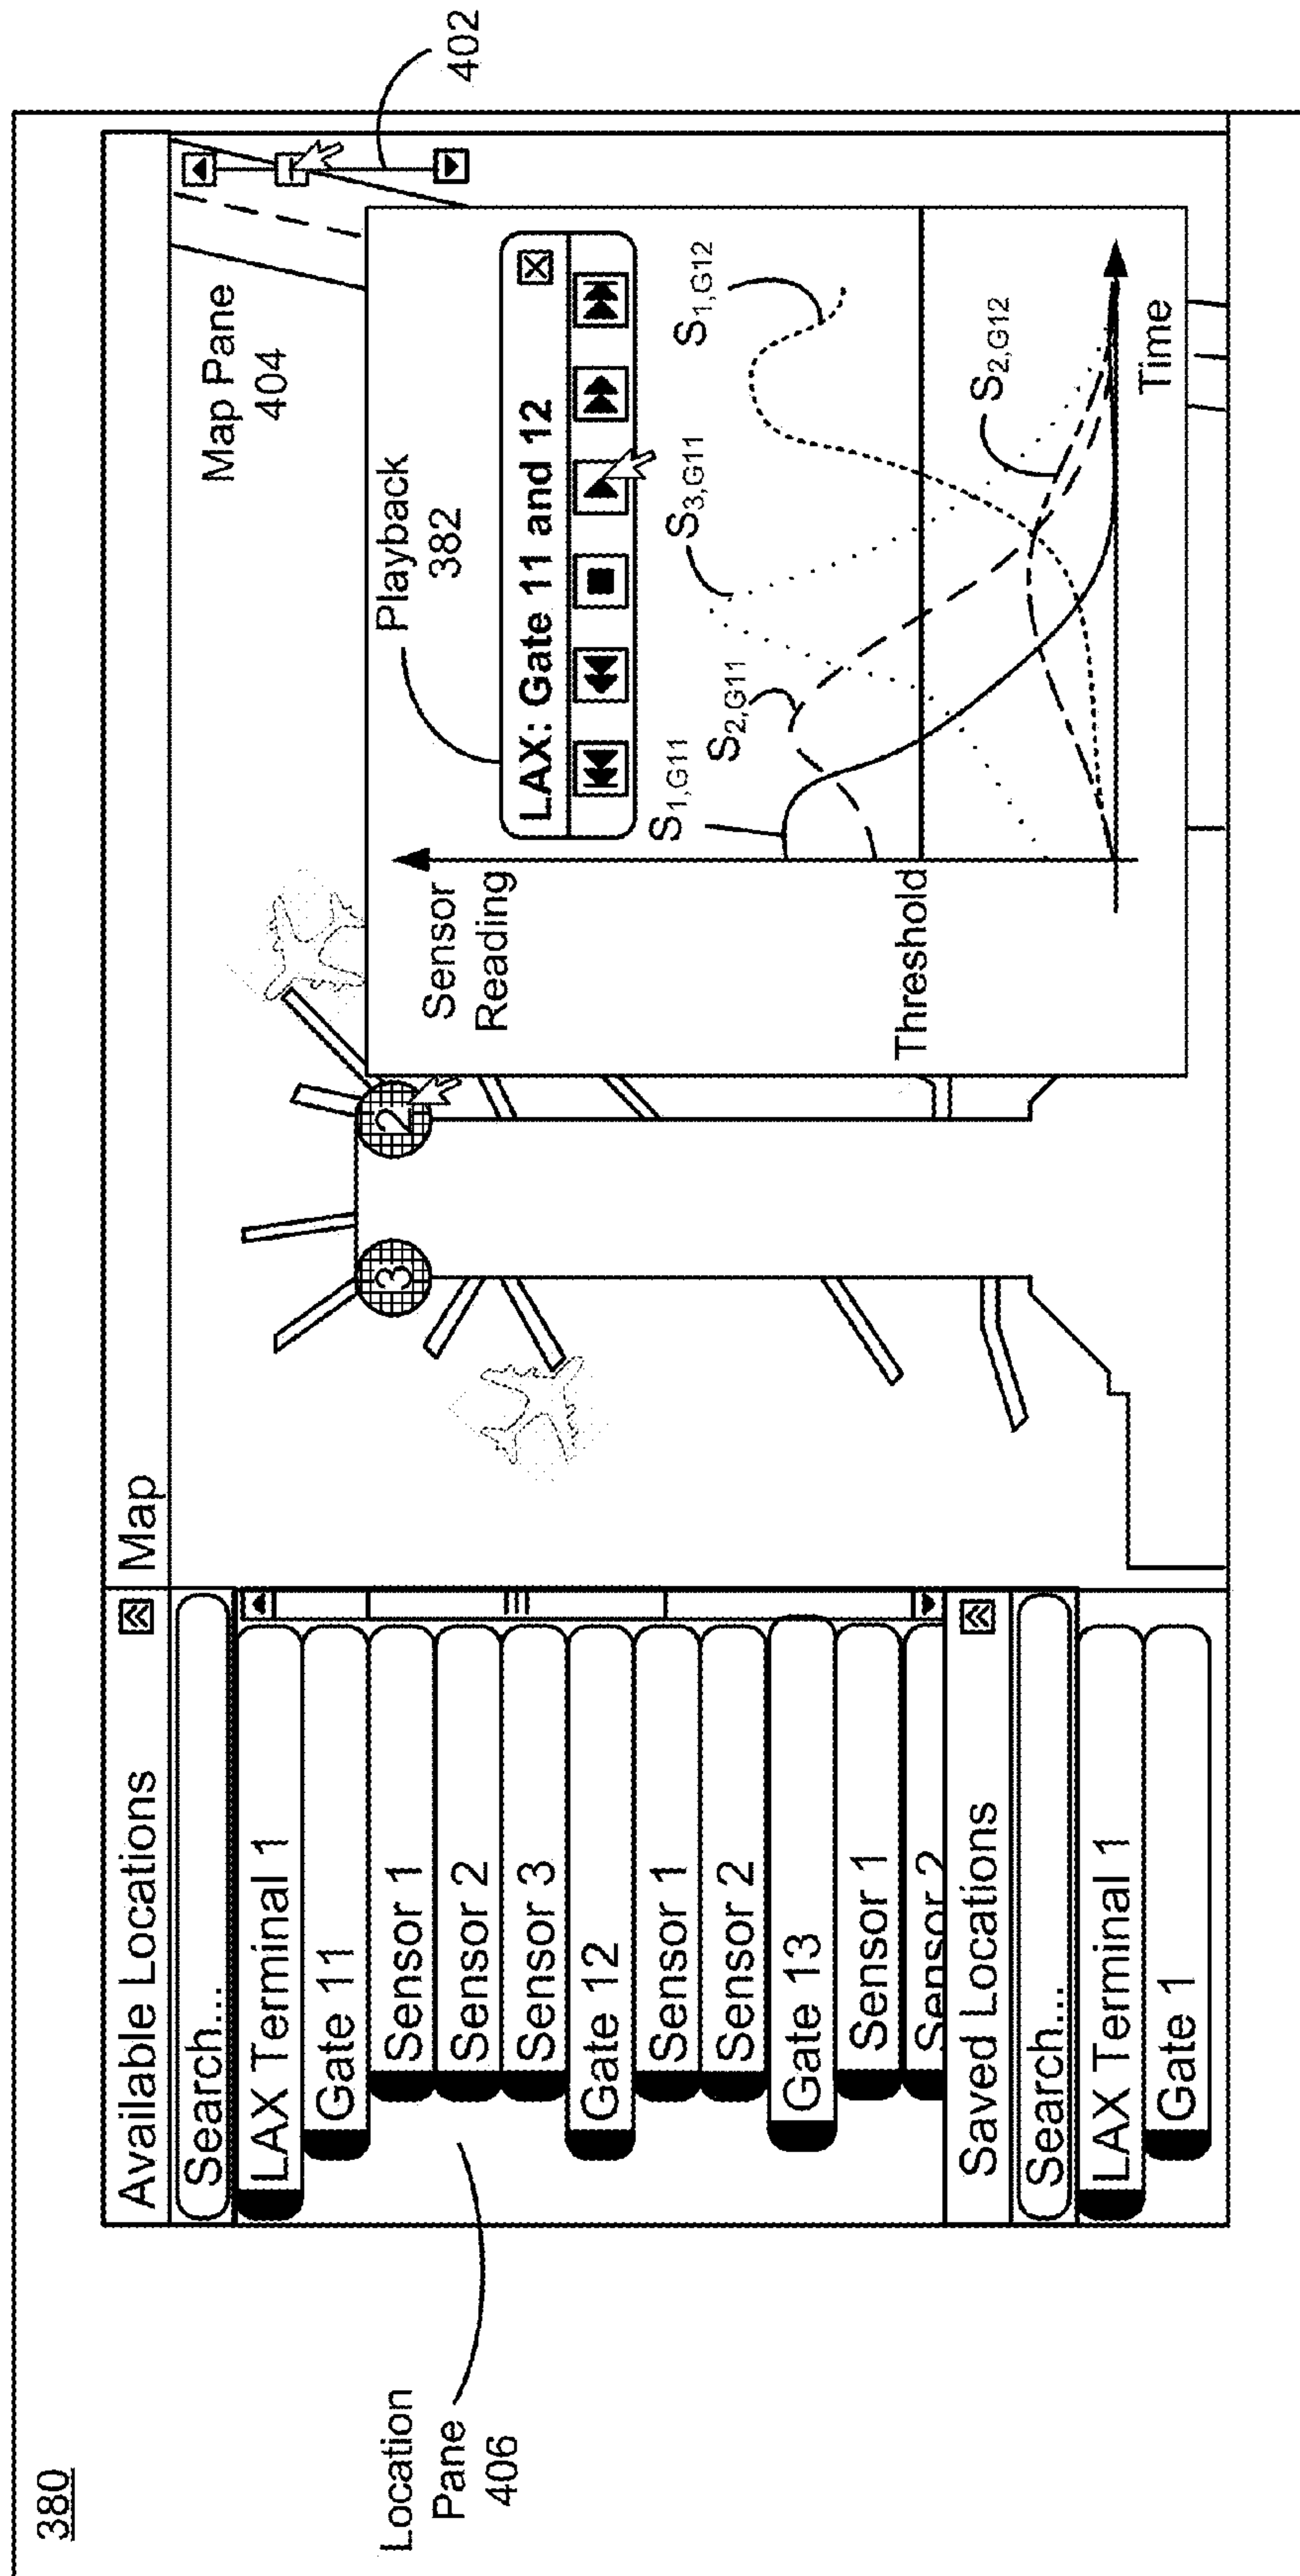 380
402
Available Locations
Map
Search...
LAX Terminal 1
Gate 11
Sensor 1
Sensor 2
Sensor 3
Gate 12
Sensor 1
Sensor 2
Gate 13
Sensor 1
Sensor 2
Saved Locations
Search...
LAX Terminal 1
Gate 1
Location
Pane
406
Map Pane
404
3
2
Playback
382
LAX: Gate 11 and 12
Sensor
Reading
S1,G11
S2,G11
S3,G11
S1,G12
Threshold
S2,G12
Time